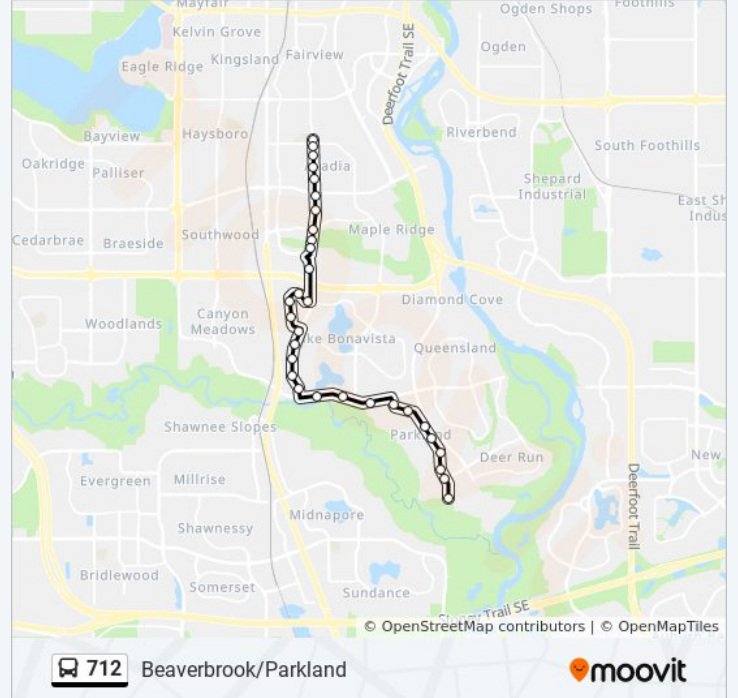 Mayfair
Ogden Shops
Foothills
Kelvin Grove
Kingsland
Fairview
Ogden
Eagle Ridge
Deerfoot Trail SE
Bayview
Haysboro
Riverbend
South Foothills
Oakridge
Palliser
Shepard
Industrial
East Sh
Indus
Cedarbrae
Braeside
Southwood
Maple Ridge
Diamond Cove
Woodlands
Canyon
Meadows
ke Bonavista
Queensland
Shawnee Slopes
Deer Run
New
Evergreen
Millrise
Deerfoot Trail
Shawnessy
Midnapore
Bridlewood
Somerset
Sundance
Trail SE
© OpenStreetMap contributors | © OpenMapTiles
712 Beaverbrook/Parkland
moovit